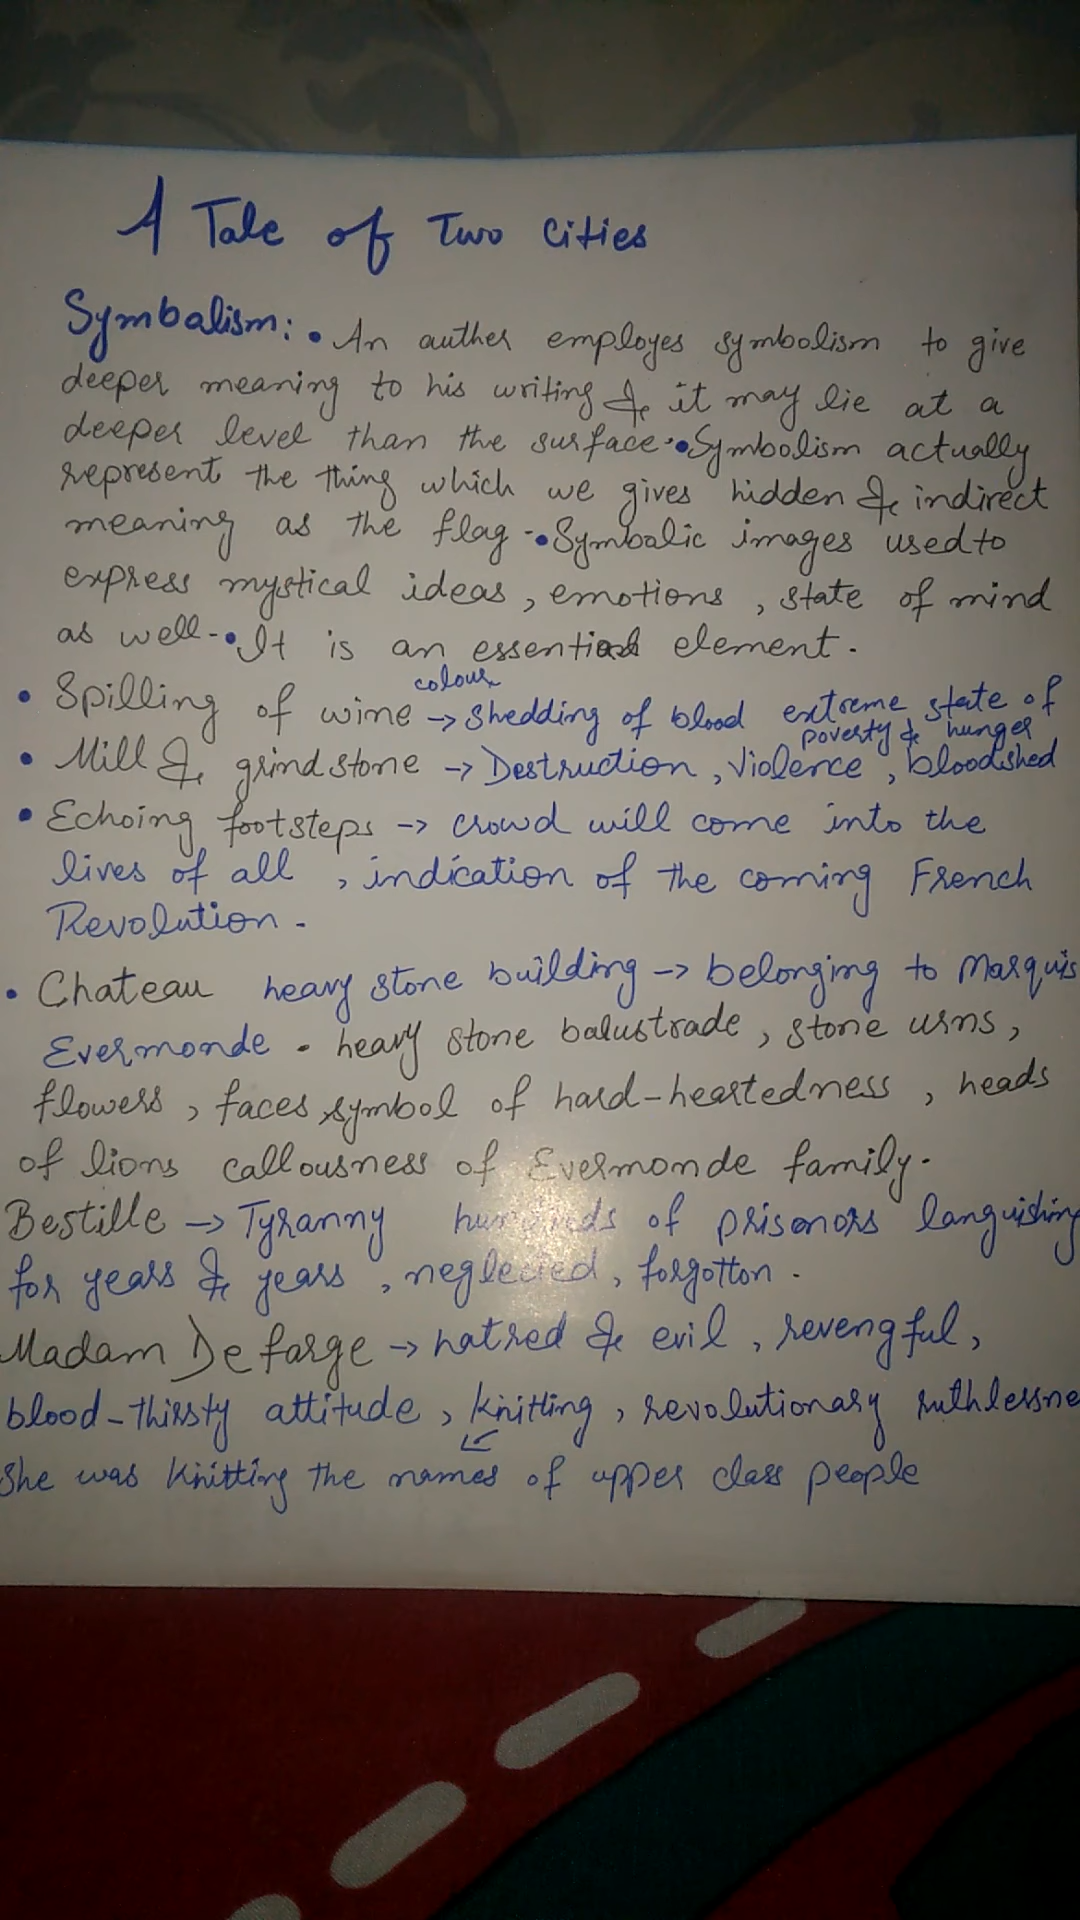 A Tale of Two Cities
Symbalism: • An auther employes symbolism to give
deeper meaning to his writing & it may lie at a
deeper level than the surface. • Symbolism actually
represent the thing which we gives hidden & indirect
meaning as the flag. • Symbalic images used to
express mystical ideas, emotions, state of mind
as well. • It is an essential element.
• Spilling of wine colour → shedding of blood extreme state of
poverty & hunger
• Mill & grindstone → Destruction, Violence, bloodshed
• Echoing footsteps → crowd will come into the
lives of all, indication of the coming French
Revolution.
• Chateau heavy stone building → belonging to Marquis
Evermonde. heavy stone balustrade, stone urns,
flowers, faces symbol of hard-heartedness, heads
of lions callousness of Evermonde family.
Bestille → Tyranny hundreds of prisonors languishing
for years & years, neglected, forgotton.
Madam Defarge → hatred & evil, revengful,
blood-thirsty attitude, Knitting, revolutionary ruthlessne
She was Knitting the names of upper class people